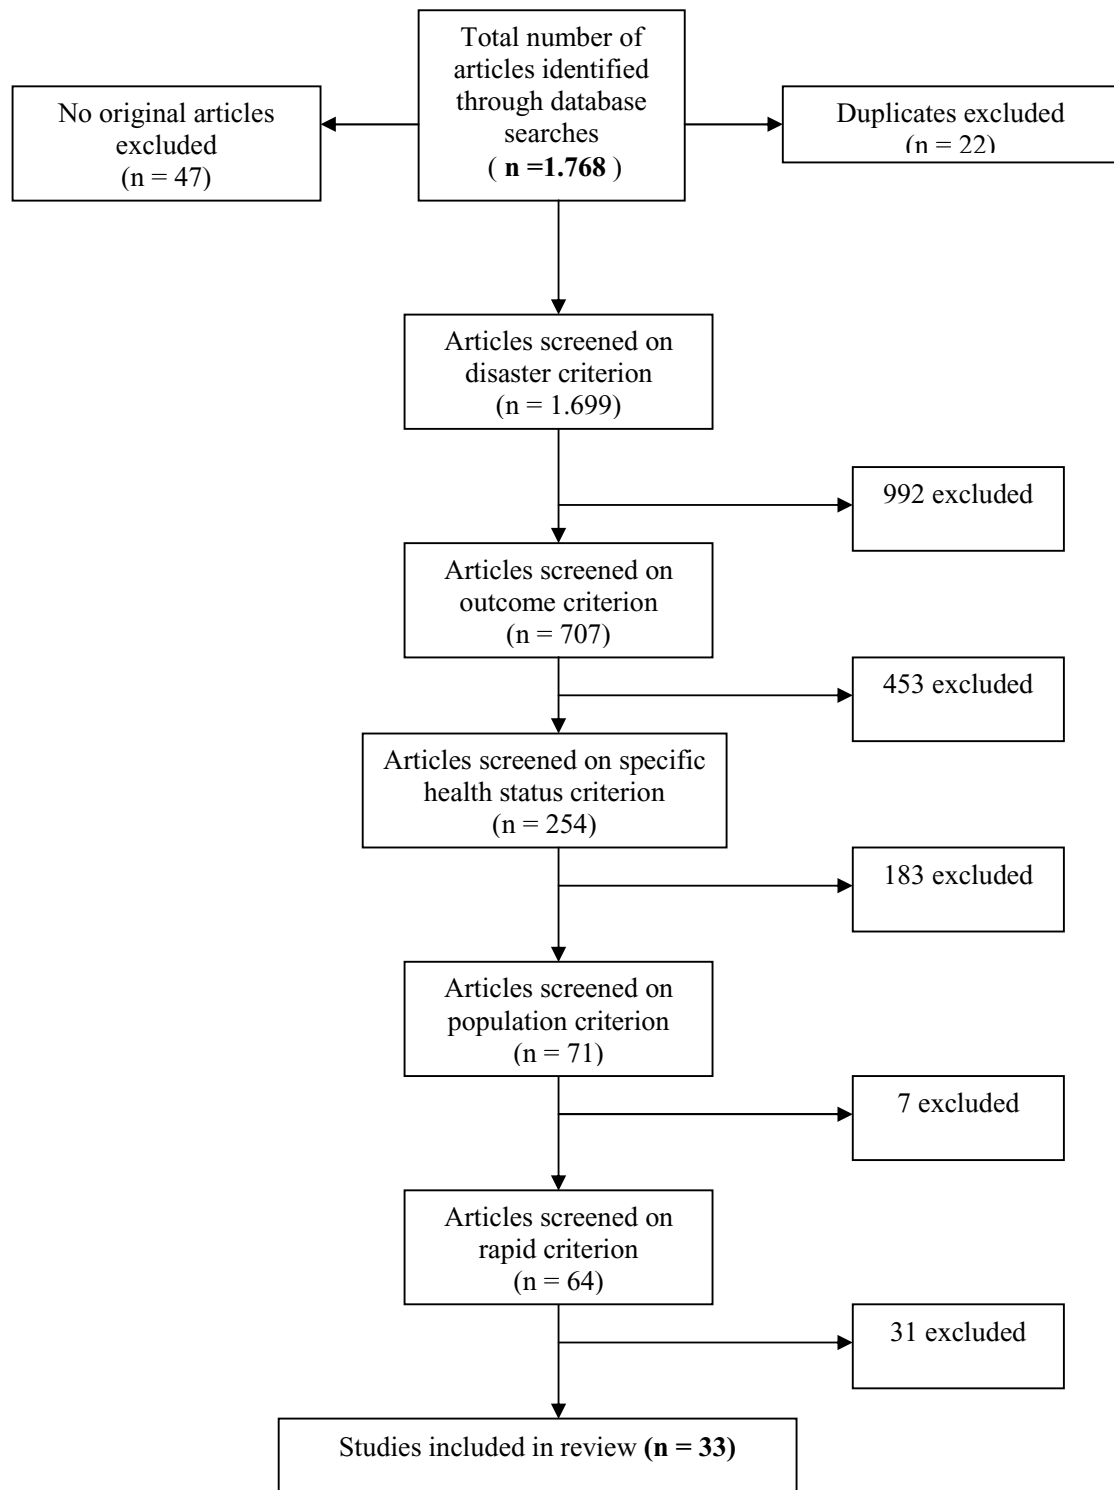 Total number of
articles identified
through database
searches
( n =1.768 )
No original articles
excluded
(n = 47)
Duplicates excluded
(n = 22)
Articles screened on
disaster criterion
(n = 1.699)
992 excluded
Articles screened on
outcome criterion
(n = 707)
453 excluded
Articles screened on specific
health status criterion
(n = 254)
183 excluded
Articles screened on
population criterion
(n = 71)
7 excluded
Articles screened on
rapid criterion
(n = 64)
31 excluded
Studies included in review (n = 33)